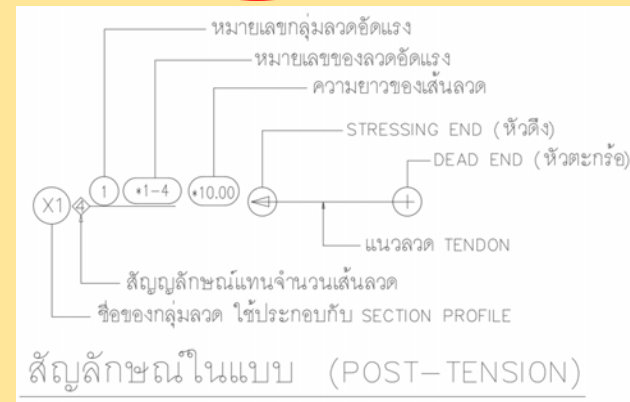 หมายเลขกลุ่มลวดอัดแรง
หมายเลขของลวดอัดแรง
ความยาวของเส้นลวด
STRESSING END (หัวดึง)
DEAD END (หัวตะกร้อ)
X1 4 1 *1-4 *10.00
แนวลวด TENDON
สัญญลักษณ์แทนจำนวนเส้นลวด
ชื่อของกลุ่มลวด ใช้ประกอบกับ SECTION PROFILE
สัญลักษณ์ในแบบ (POST-TENSION)